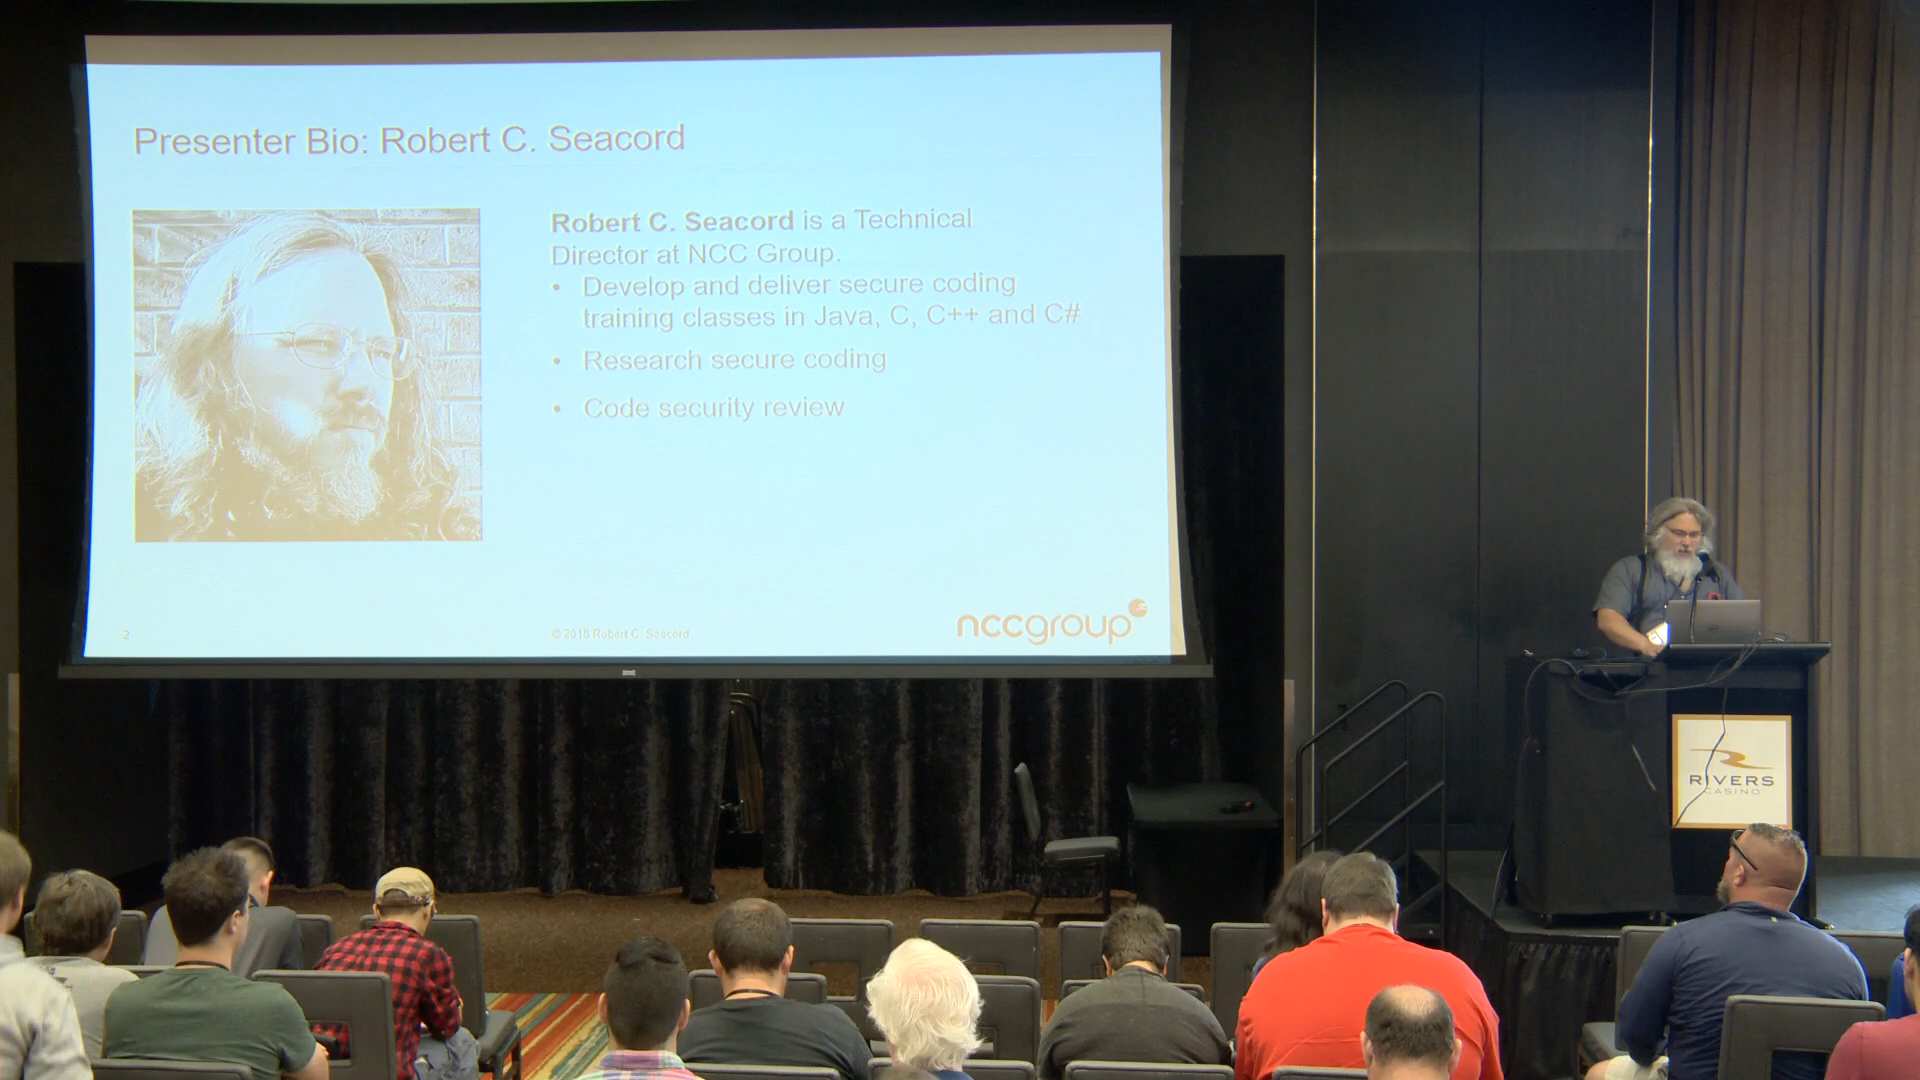 Presenter Bio: Robert C. Seacord
Robert C. Seacord is a Technical
Director at NCC Group.
• Develop and deliver secure coding
training classes in Java, C, C++ and C#
• Research secure coding
• Code security review
2
© 2018 Robert C. Seacord
nccgroup
RIVERS
CASINO